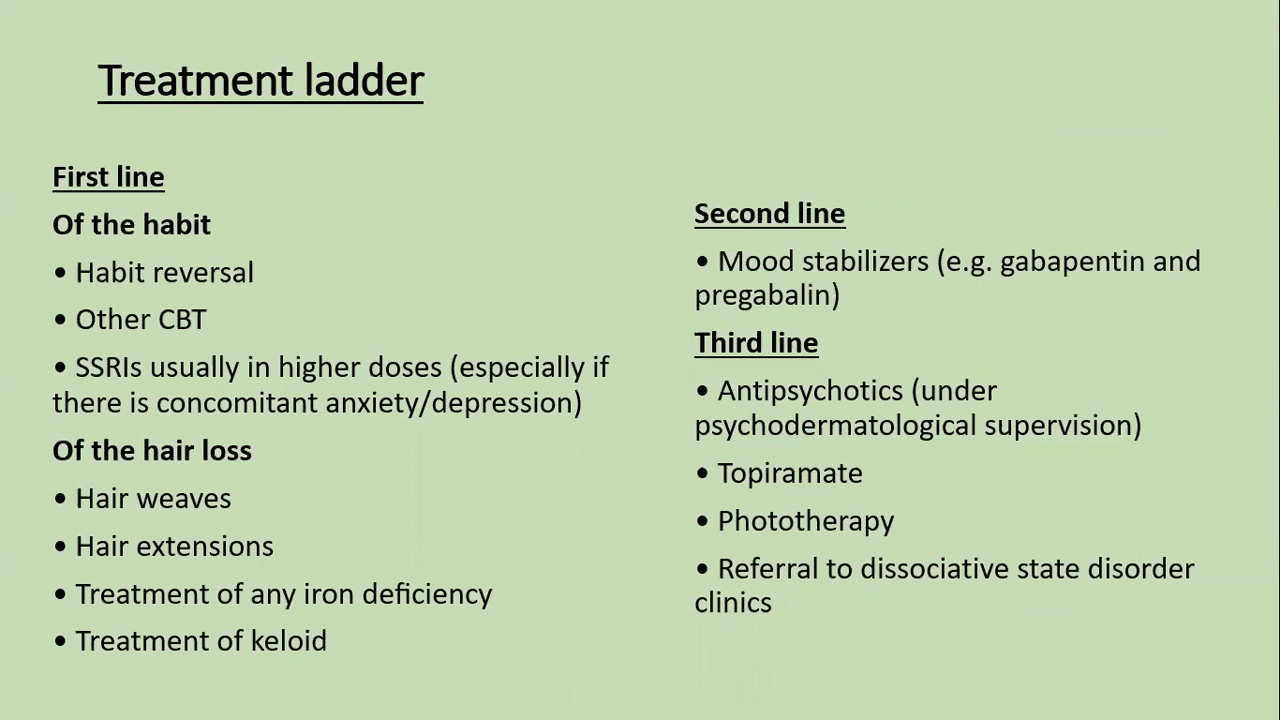 Treatment ladder
First line
Of the habit
• Habit reversal
• Other CBT
• SSRIs usually in higher doses (especially if
there is concomitant anxiety/depression)
Of the hair loss
• Hair weaves
• Hair extensions
• Treatment of any iron deficiency
• Treatment of keloid
Second line
• Mood stabilizers (e.g. gabapentin and
pregabalin)
Third line
• Antipsychotics (under
psychodermatological supervision)
• Topiramate
• Phototherapy
• Referral to dissociative state disorder
clinics